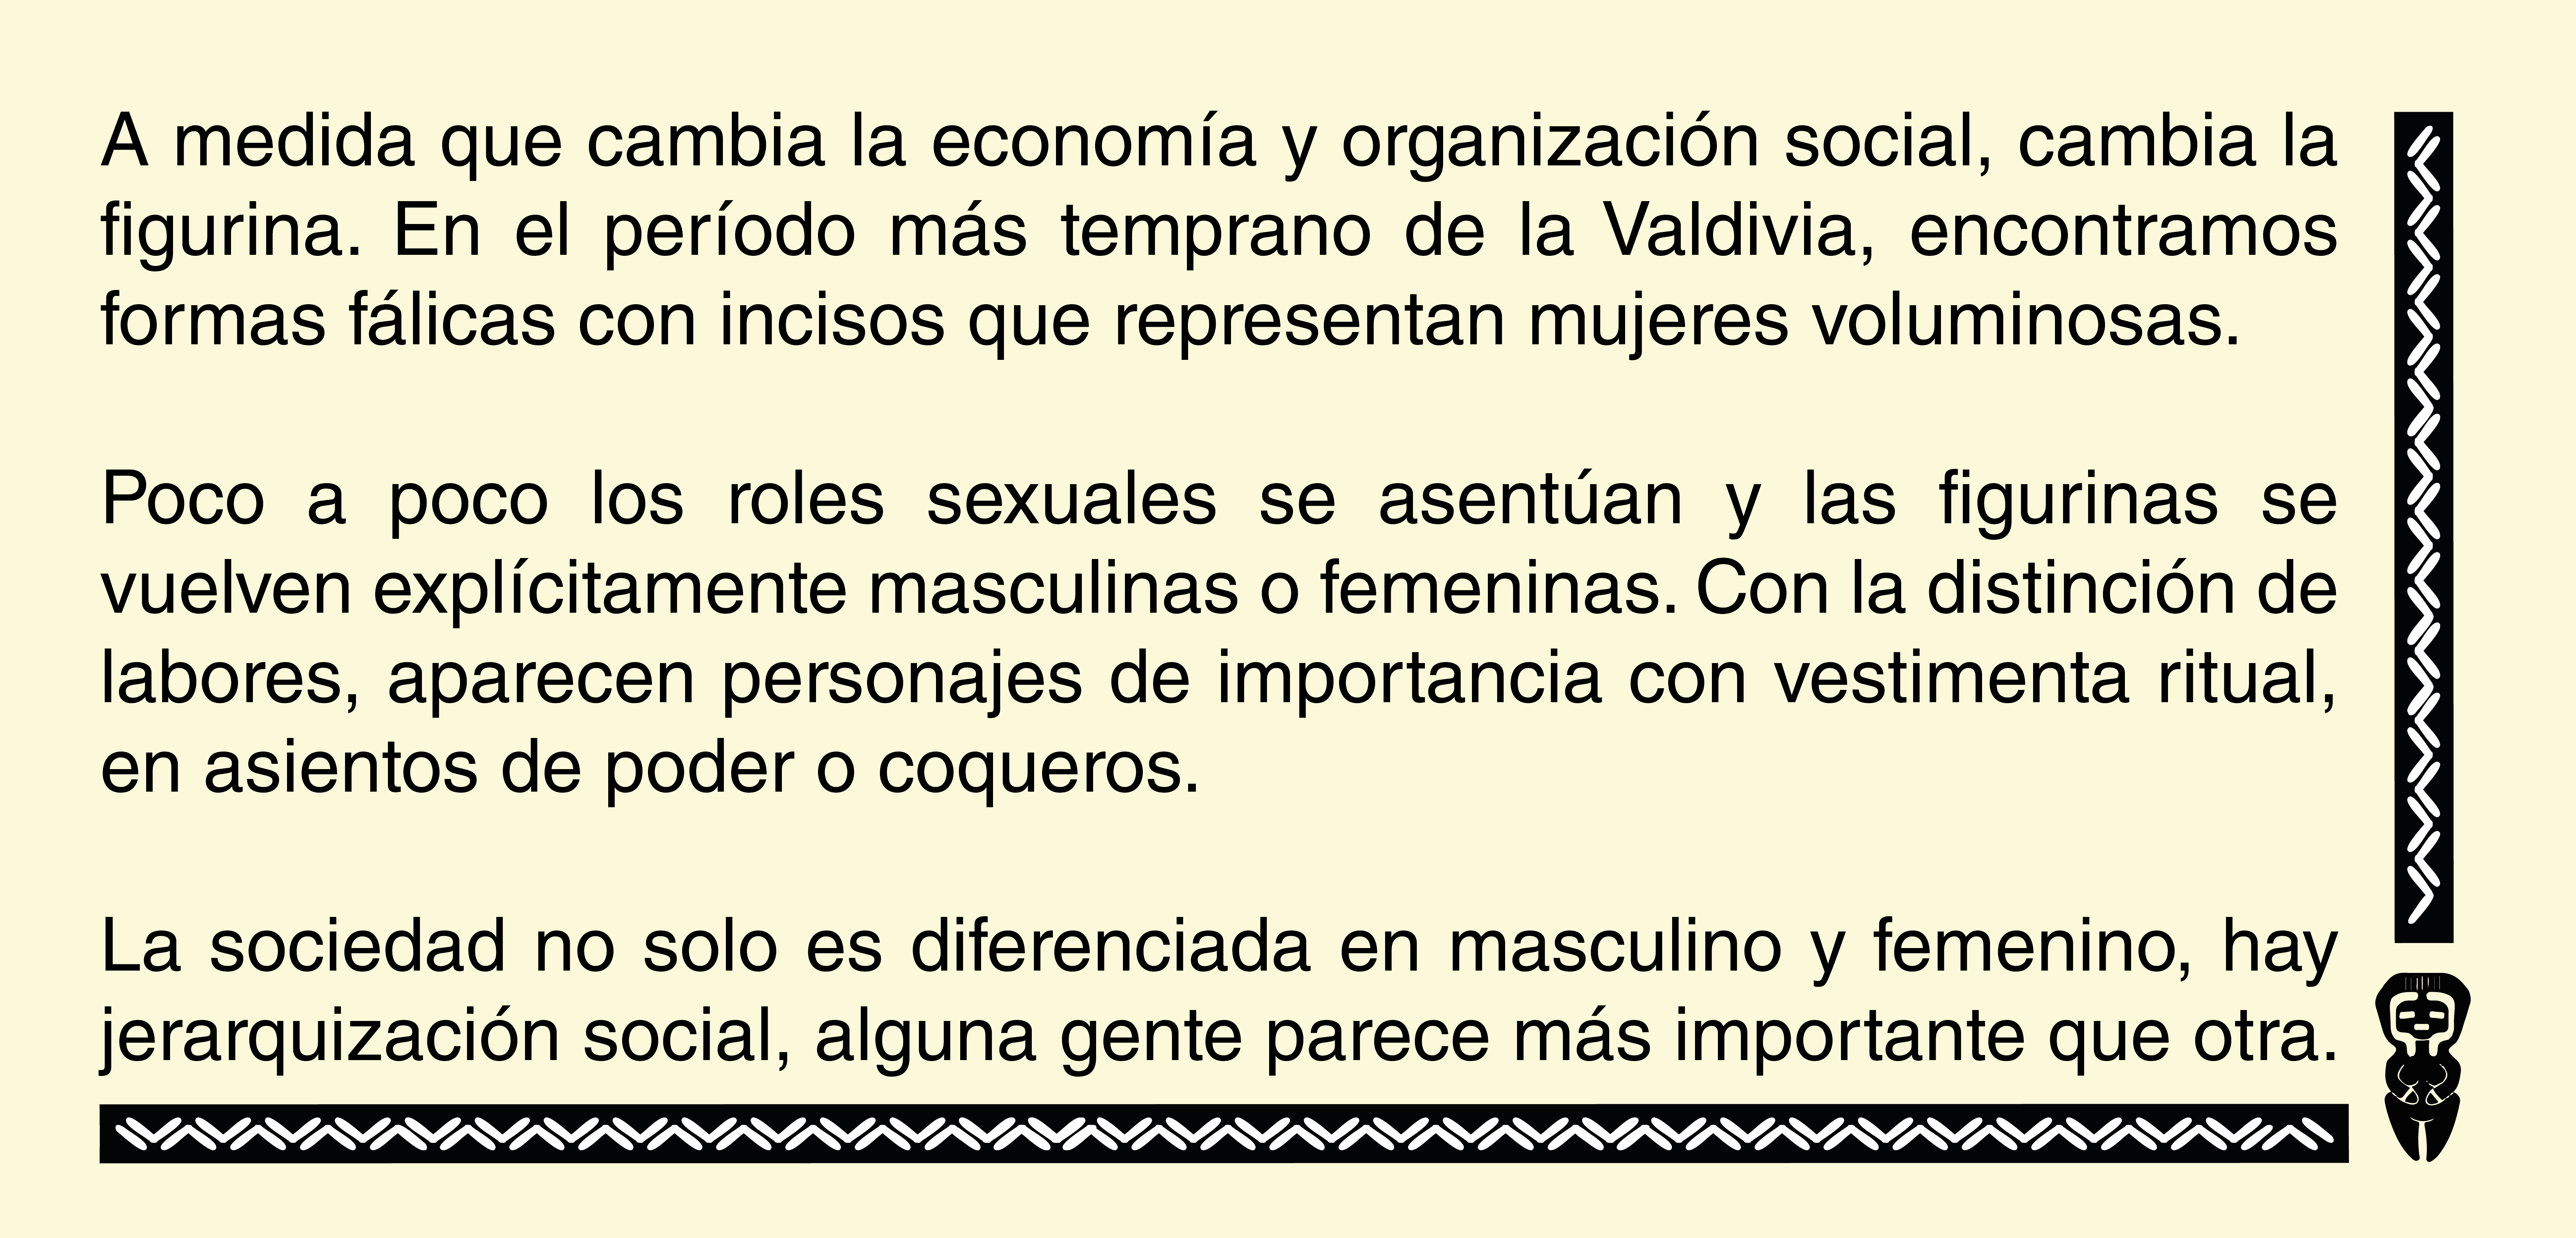 A medida que cambia la economía y organización social, cambia la
figurina. En el período más temprano de la Valdivia, encontramos
formas fálicas con incisos que representan mujeres voluminosas.
Poco a poco los roles sexuales se asentúan y las figurinas se
vuelven explícitamente masculinas o femeninas. Con la distinción de
labores, aparecen personajes de importancia con vestimenta ritual,
en asientos de poder o coqueros.
La sociedad no solo es diferenciada en masculino y femenino, hay
jerarquización social, alguna gente parece más importante que otra.